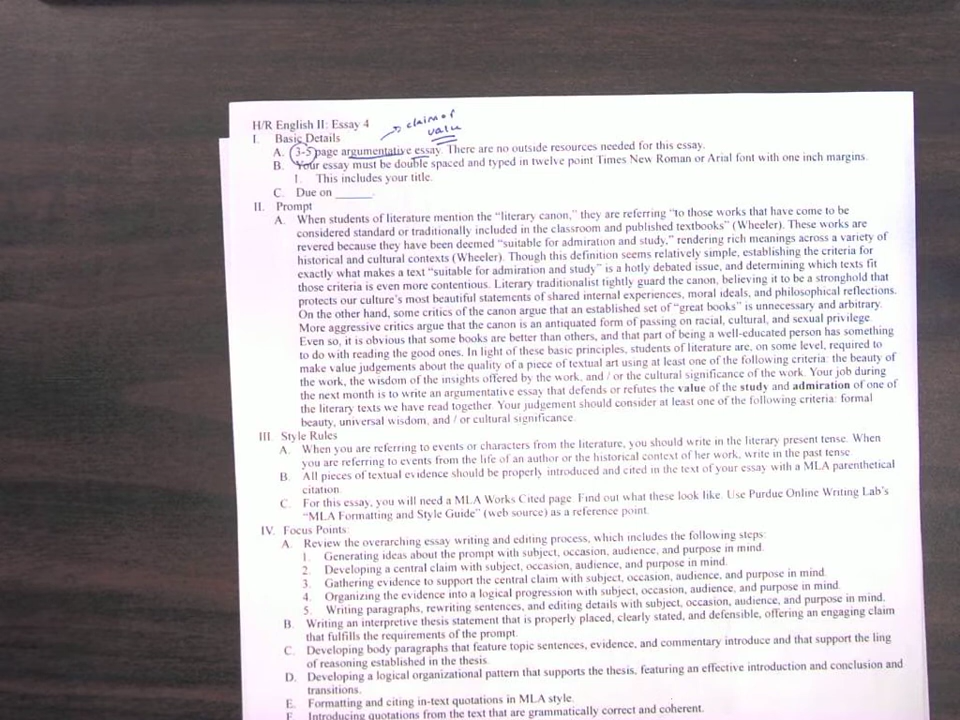 H/R English II: Essay 4
claim of
value
I. Basic Details
A. 3-5 page argumentative essay. There are no outside resources needed for this essay.
B. Your essay must be double spaced and typed in twelve point Times New Roman or Arial font with one inch margins.
1. This includes your title.
C. Due on ______.
II. Prompt
A. When students of literature mention the “literary canon,” they are referring “to those works that have come to be
considered standard or traditionally included in the classroom and published textbooks” (Wheeler). These works are
revered because they have been deemed “suitable for admiration and study,” rendering rich meanings across a variety of
historical and cultural contexts (Wheeler). Though this definition seems relatively simple, establishing the criteria for
exactly what makes a text “suitable for admiration and study” is a hotly debated issue, and determining which texts fit
those criteria is even more contentious. Literary traditionalist tightly guard the canon, believing it to be a stronghold that
protects our culture’s most beautiful statements of shared internal experiences, moral ideals, and philosophical reflections.
On the other hand, some critics of the canon argue that an established set of “great books” is unnecessary and arbitrary.
More aggressive critics argue that the canon is an antiquated form of passing on racial, cultural, and sexual privilege.
Even so, it is obvious that some books are better than others, and that part of being a well-educated person has something
to do with reading the good ones. In light of these basic principles, students of literature are, on some level, required to
make value judgements about the quality of a piece of textual art using at least one of the following criteria: the beauty of
the work, the wisdom of the insights offered by the work, and / or the cultural significance of the work. Your job during
the next month is to write an argumentative essay that defends or refutes the value of the study and admiration of one of
the literary texts we have read together. Your judgement should consider at least one of the following criteria: formal
beauty, universal wisdom, and / or cultural significance.
III. Style Rules
A. When you are referring to events or characters from the literature, you should write in the literary present tense. When
you are referring to events from the life of an author or the historical context of her work, write in the past tense
B. All pieces of textual evidence should be properly introduced and cited in the text of your essay with a MLA parenthetical
citation.
C. For this essay, you will need a MLA Works Cited page. Find out what these look like. Use Purdue Online Writing Lab’s
“MLA Formatting and Style Guide” (web source) as a reference point.
IV. Focus Points:
A. Review the overarching essay writing and editing process, which includes the following steps:
1. Generating ideas about the prompt with subject, occasion, audience, and purpose in mind.
2. Developing a central claim with subject, occasion, audience, and purpose in mind.
3. Gathering evidence to support the central claim with subject, occasion, audience, and purpose in mind.
4. Organizing the evidence into a logical progression with subject, occasion, audience, and purpose in mind.
5. Writing paragraphs, rewriting sentences, and editing details with subject, occasion, audience, and purpose in mind.
B. Writing an interpretive thesis statement that is properly placed, clearly stated, and defensible, offering an engaging claim
that fulfills the requirements of the prompt.
C. Developing body paragraphs that feature topic sentences, evidence, and commentary introduce and that support the ling
of reasoning established in the thesis.
D. Developing a logical organizational pattern that supports the thesis, featuring an effective introduction and conclusion and
transitions.
E. Formatting and citing in-text quotations in MLA style.
F. Introducing quotations from the text that are grammatically correct and coherent.